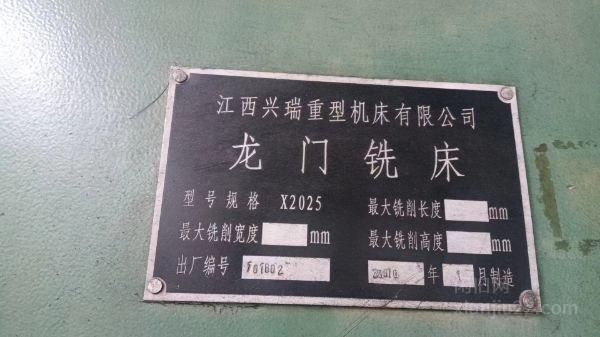 江西兴瑞重型机床有限公司
龙门铣床
型号规格 X2025 最大铣削长度 mm
最大铣削宽度 mm 最大铣削高度 mm
出厂编号 年 月制造